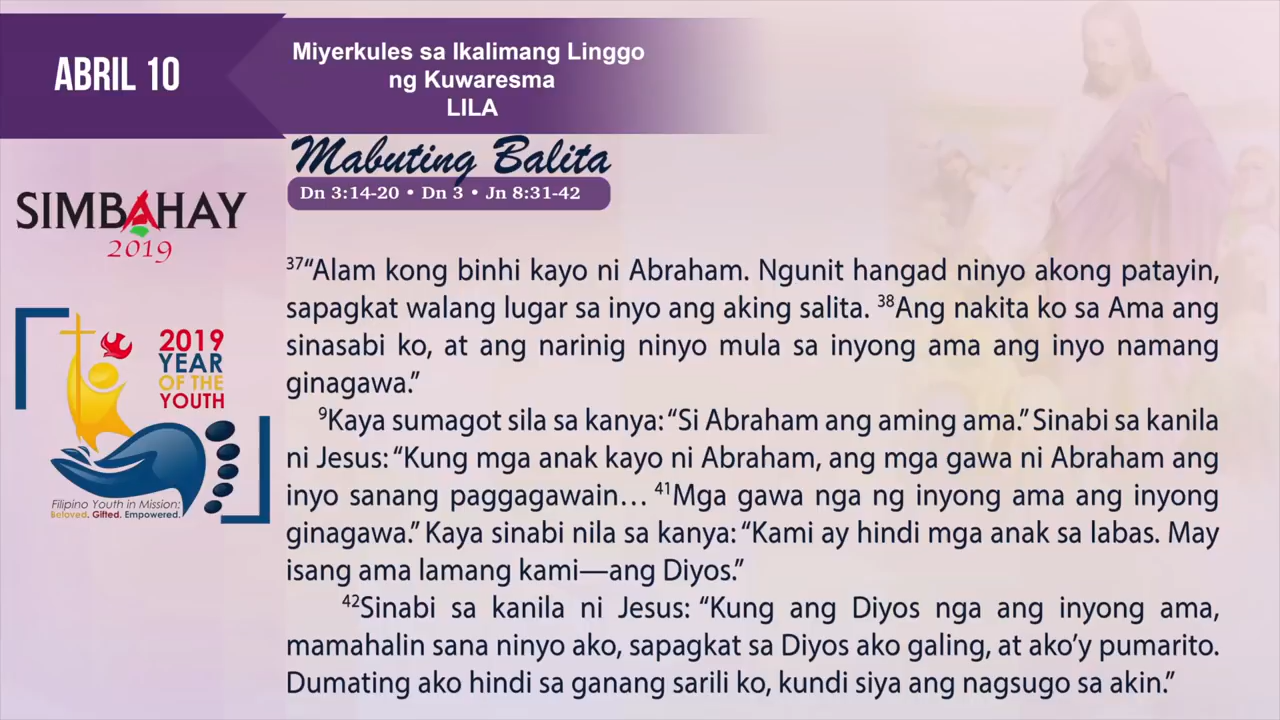 ABRIL 10
Miyerkules sa Ikalimang Linggo
ng Kuwaresma
LILA
Mabuting Balita
Dn 3:14-20 • Dn 3 • Jn 8:31-42
SIMBAHAY
2019
2019
YEAR
OF THE
YOUTH
Filipino Youth in Mission:
Beloved. Gifted. Empowered.
37“Alam kong binhi kayo ni Abraham. Ngunit hangad ninyo akong patayin,
sapagkat walang lugar sa inyo ang aking salita. 38Ang nakita ko sa Ama ang
sinasabi ko, at ang narinig ninyo mula sa inyong ama ang inyo namang
ginagawa.”
9Kaya sumagot sila sa kanya: “Si Abraham ang aming ama.” Sinabi sa kanila
ni Jesus: “Kung mga anak kayo ni Abraham, ang mga gawa ni Abraham ang
inyo sanang paggagawain… 41Mga gawa nga ng inyong ama ang inyong
ginagawa.” Kaya sinabi nila sa kanya: “Kami ay hindi mga anak sa labas. May
isang ama lamang kami—ang Diyos.”
42Sinabi sa kanila ni Jesus: “Kung ang Diyos nga ang inyong ama,
mamahalin sana ninyo ako, sapagkat sa Diyos ako galing, at ako’y pumarito.
Dumating ako hindi sa ganang sarili ko, kundi siya ang nagsugo sa akin.”